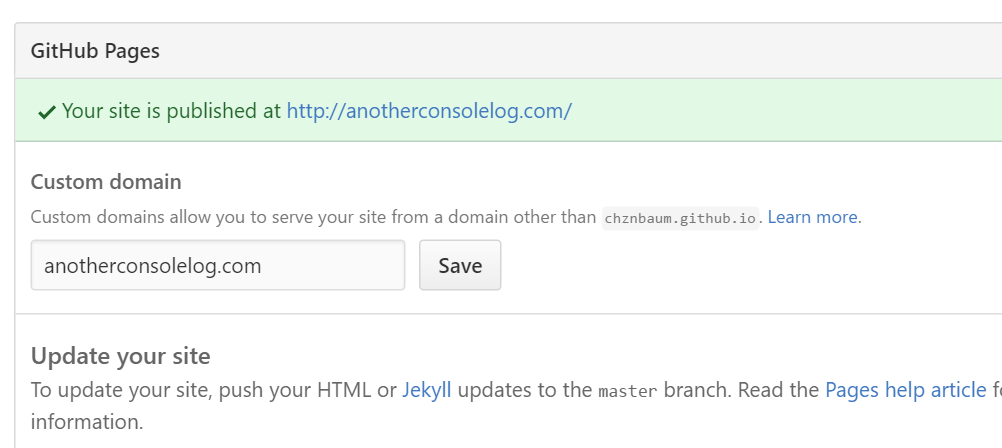 GitHub Pages
Your site is published at http://anotherconsolelog.com/
Custom domain
Custom domains allow you to serve your site from a domain other than chznbaum.github.io. Learn more.
anotherconsolelog.com Save
Update your site
To update your site, push your HTML or Jekyll updates to the master branch. Read the Pages help article
information.